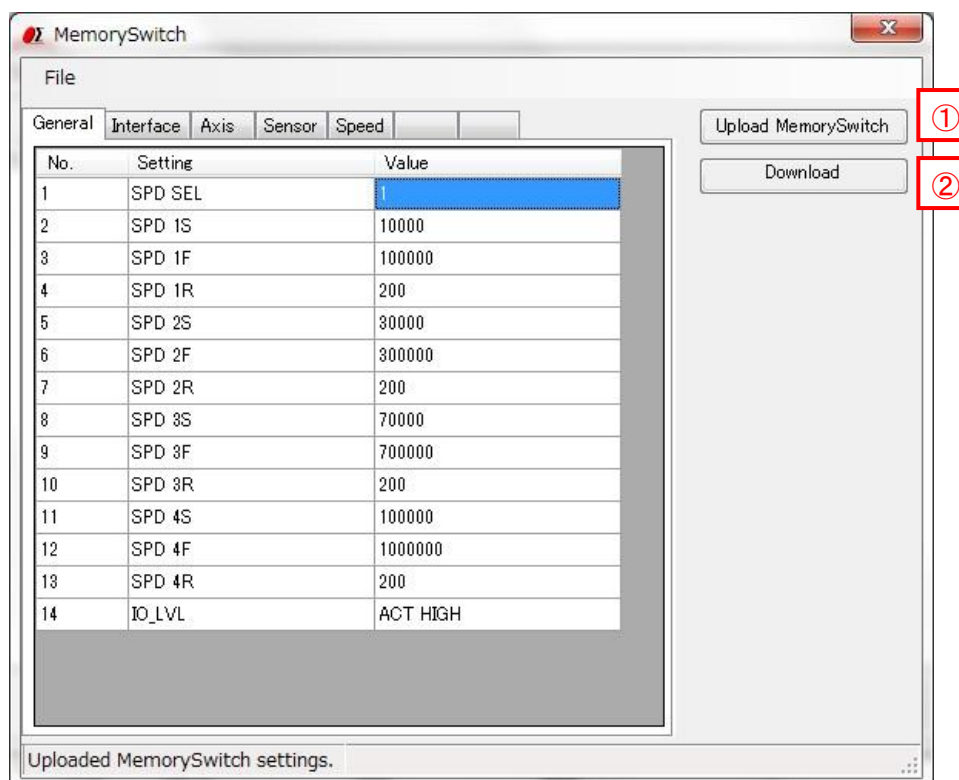 MemorySwitch
File
General Interface Axis Sensor Speed
Upload MemorySwitch ①
Download ②
No. Setting Value
1 SPD SEL 1
2 SPD 1S 10000
3 SPD 1F 100000
4 SPD 1R 200
5 SPD 2S 30000
6 SPD 2F 300000
7 SPD 2R 200
8 SPD 3S 70000
9 SPD 3F 700000
10 SPD 3R 200
11 SPD 4S 100000
12 SPD 4F 1000000
13 SPD 4R 200
14 IO_LVL ACT HIGH
Uploaded MemorySwitch settings.